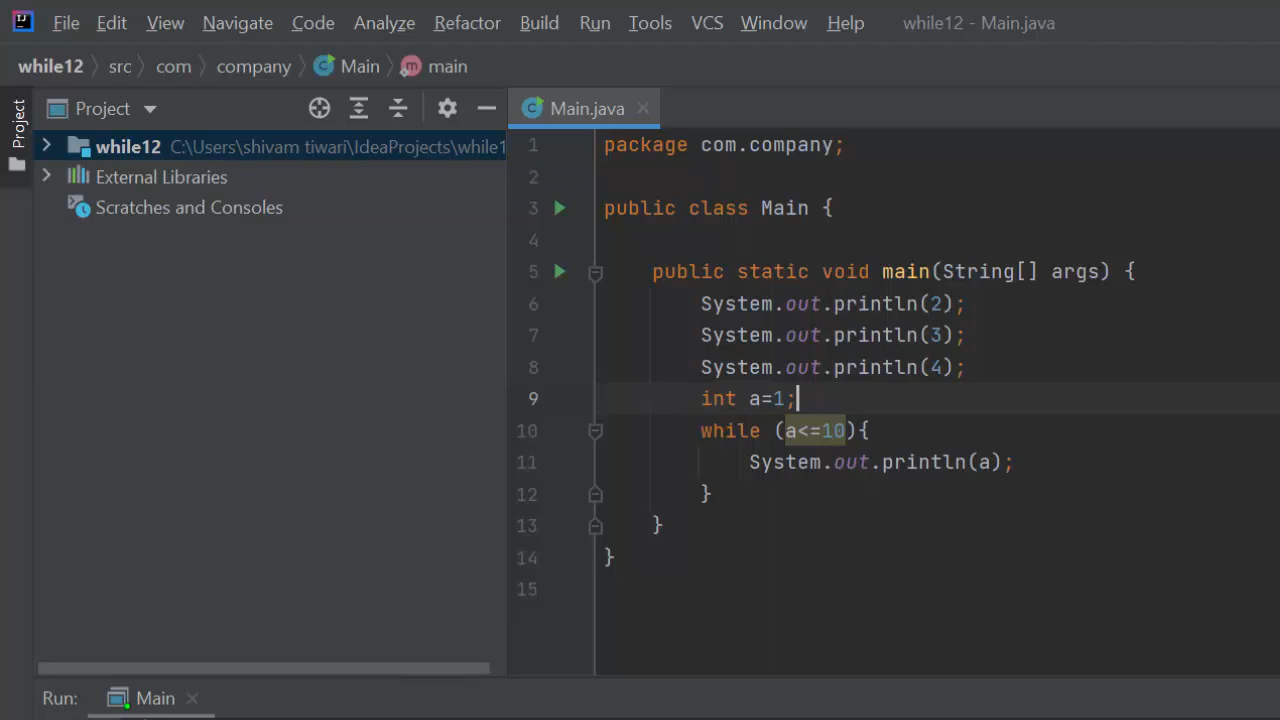 File Edit View Navigate Code Analyze Refactor Build Run Tools VCS Window Help while12 - Main.java
while12 src com company Main main
Project
Project
Main.java
while12 C:\Users\shivam tiwari\IdeaProjects\while1
External Libraries
Scratches and Consoles
1 package com.company;
2
3 public class Main {
4
5 public static void main(String[] args) {
6 System.out.println(2);
7 System.out.println(3);
8 System.out.println(4);
9 int a=1;
10 while (a<=10){
11 System.out.println(a);
12 }
13 }
14 }
15
Run: Main